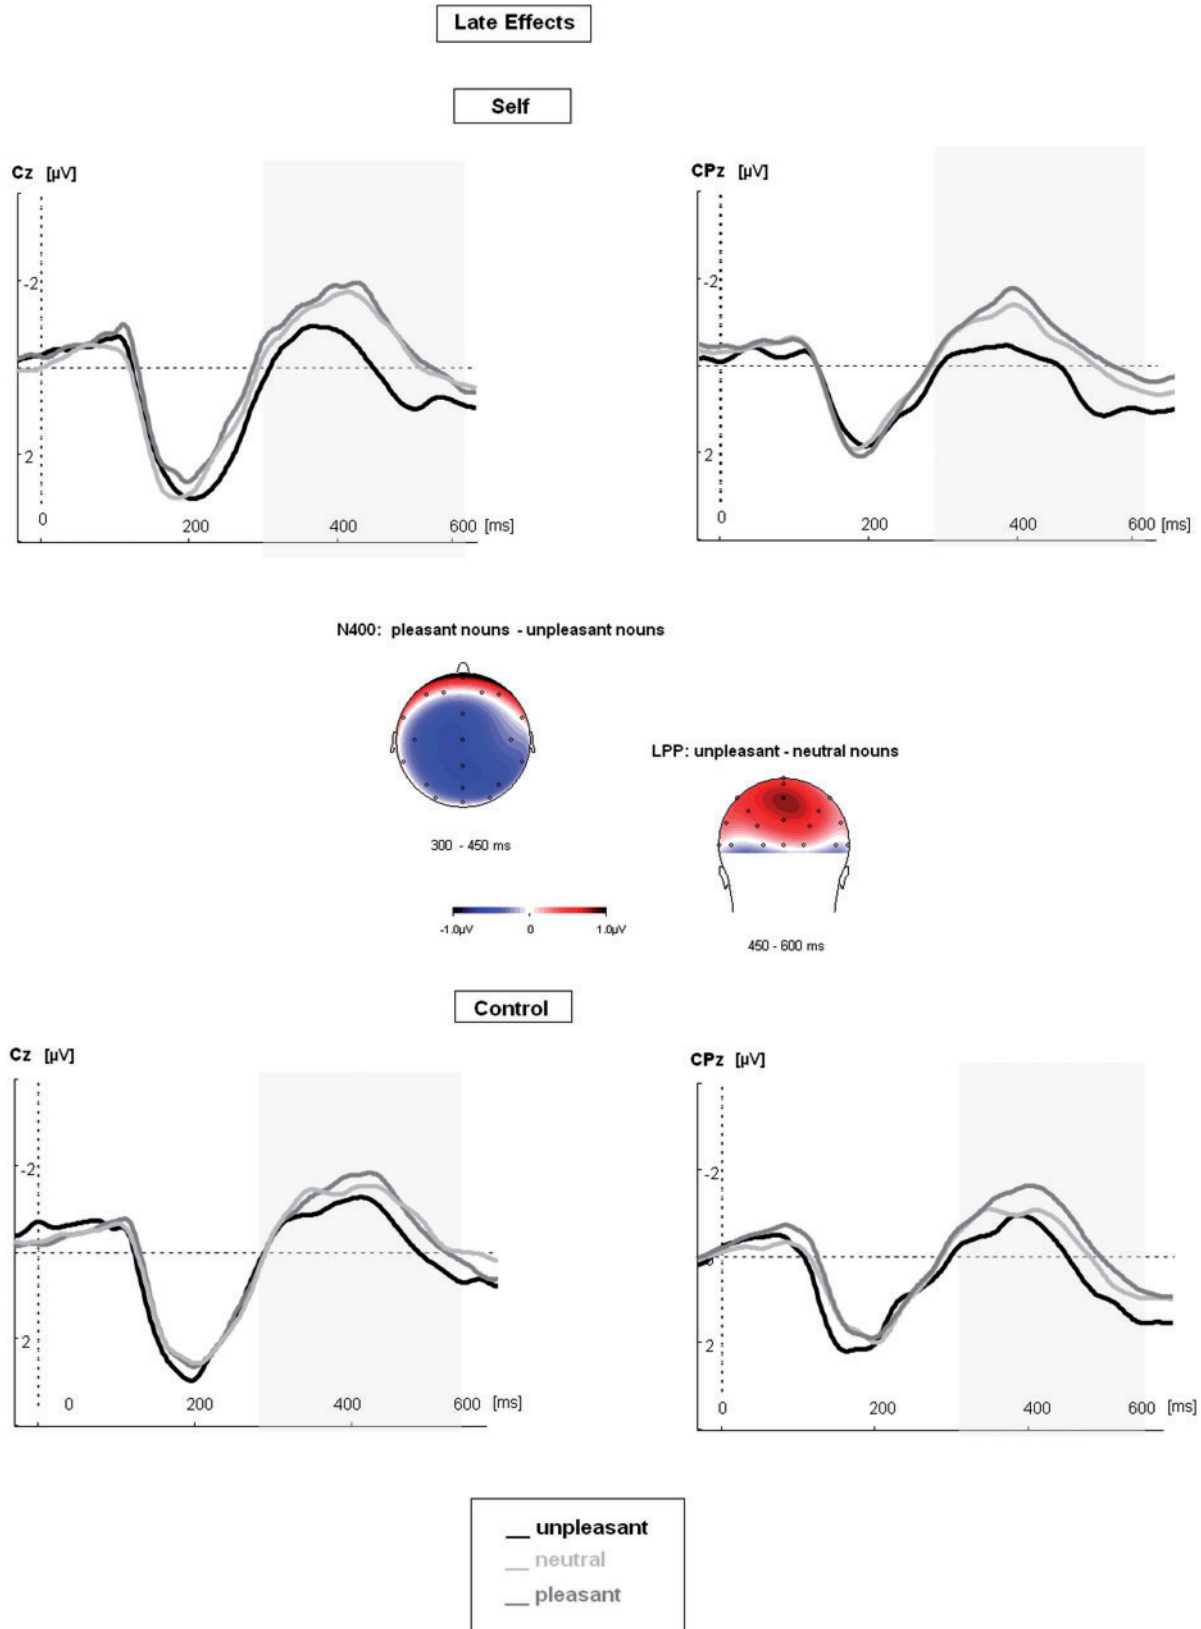 Late Effects
Self
Cz [µV]
-2
2
0 200 400 600 [ms]
CPz [µV]
-2
2
0 200 400 600 [ms]
N400: pleasant nouns - unpleasant nouns
300 - 450 ms
LPP: unpleasant - neutral nouns
450 - 600 ms
-1.0µV 0 1.0µV
Control
Cz [µV]
-2
2
0 200 400 600 [ms]
CPz [µV]
-2
2
0 200 400 600 [ms]
unpleasant
neutral
pleasant